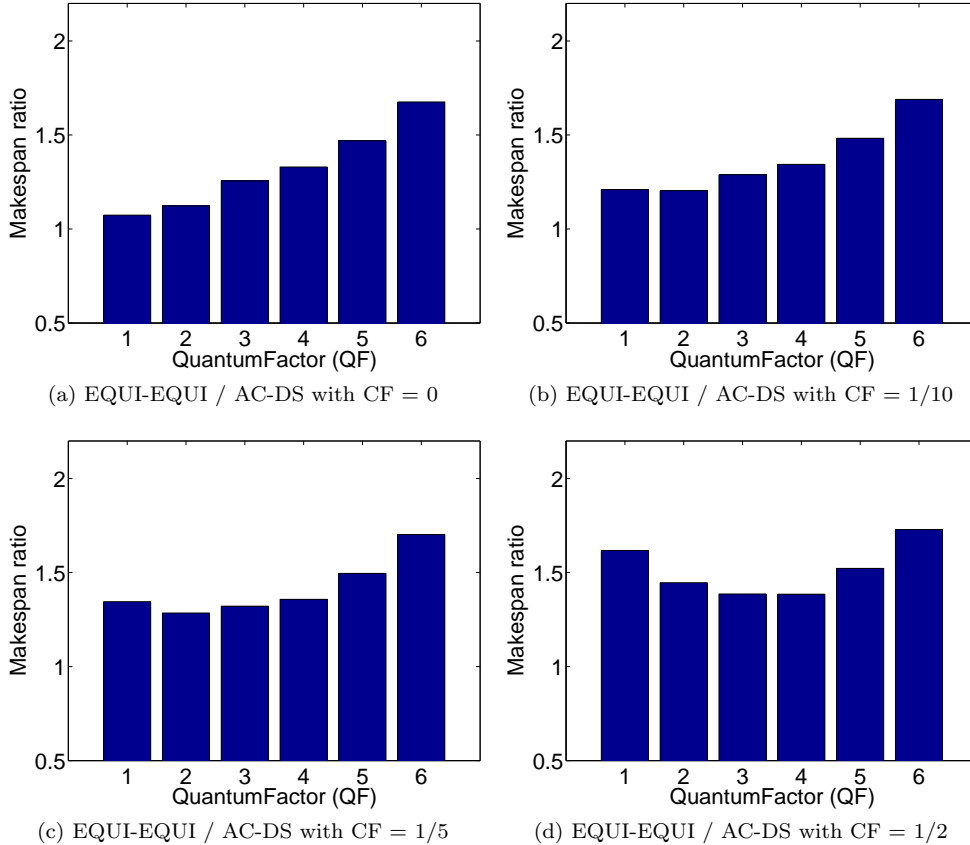 2
1.5
1
0.5
Makespan ratio
1 2 3 4 5 6
QuantumFactor (QF)
(a) EQUI-EQUI / AC-DS with CF = 0
2
1.5
1
0.5
Makespan ratio
1 2 3 4 5 6
QuantumFactor (QF)
(b) EQUI-EQUI / AC-DS with CF = 1/10
2
1.5
1
0.5
Makespan ratio
1 2 3 4 5 6
QuantumFactor (QF)
(c) EQUI-EQUI / AC-DS with CF = 1/5
2
1.5
1
0.5
Makespan ratio
1 2 3 4 5 6
QuantumFactor (QF)
(d) EQUI-EQUI / AC-DS with CF = 1/2